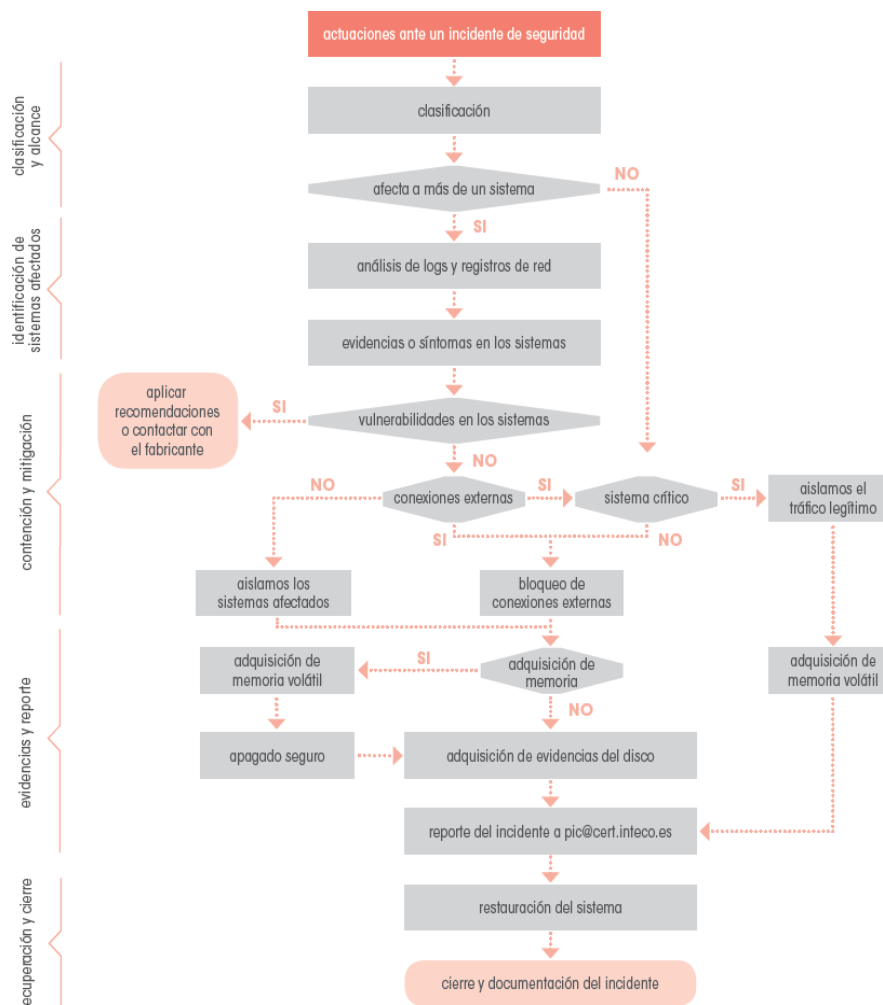 actuaciones ante un incidente de seguridad
clasificación
y alcance
clasificación
afecta a más de un sistema
NO
SI
identificación de
sistemas afectados
análisis de logs y registros de red
evidencias o síntomas en los sistemas
contención y mitigación
aplicar
recomendaciones
o contactar con
el fabricante
SI
vulnerabilidades en los sistemas
NO
NO
conexiones externas
SI
sistema crítico
SI
aislamos el
tráfico legítimo
SI
NO
aislamos los
sistemas afectados
bloqueo de
conexiones externas
evidencias y reporte
adquisición de
memoria volátil
SI
adquisición de
memoria
adquisición de
memoria volátil
NO
apagado seguro
adquisición de evidencias del disco
reporte del incidente a pic@cert.inteco.es
ecuperación y cierre
restauración del sistema
cierre y documentación del incidente